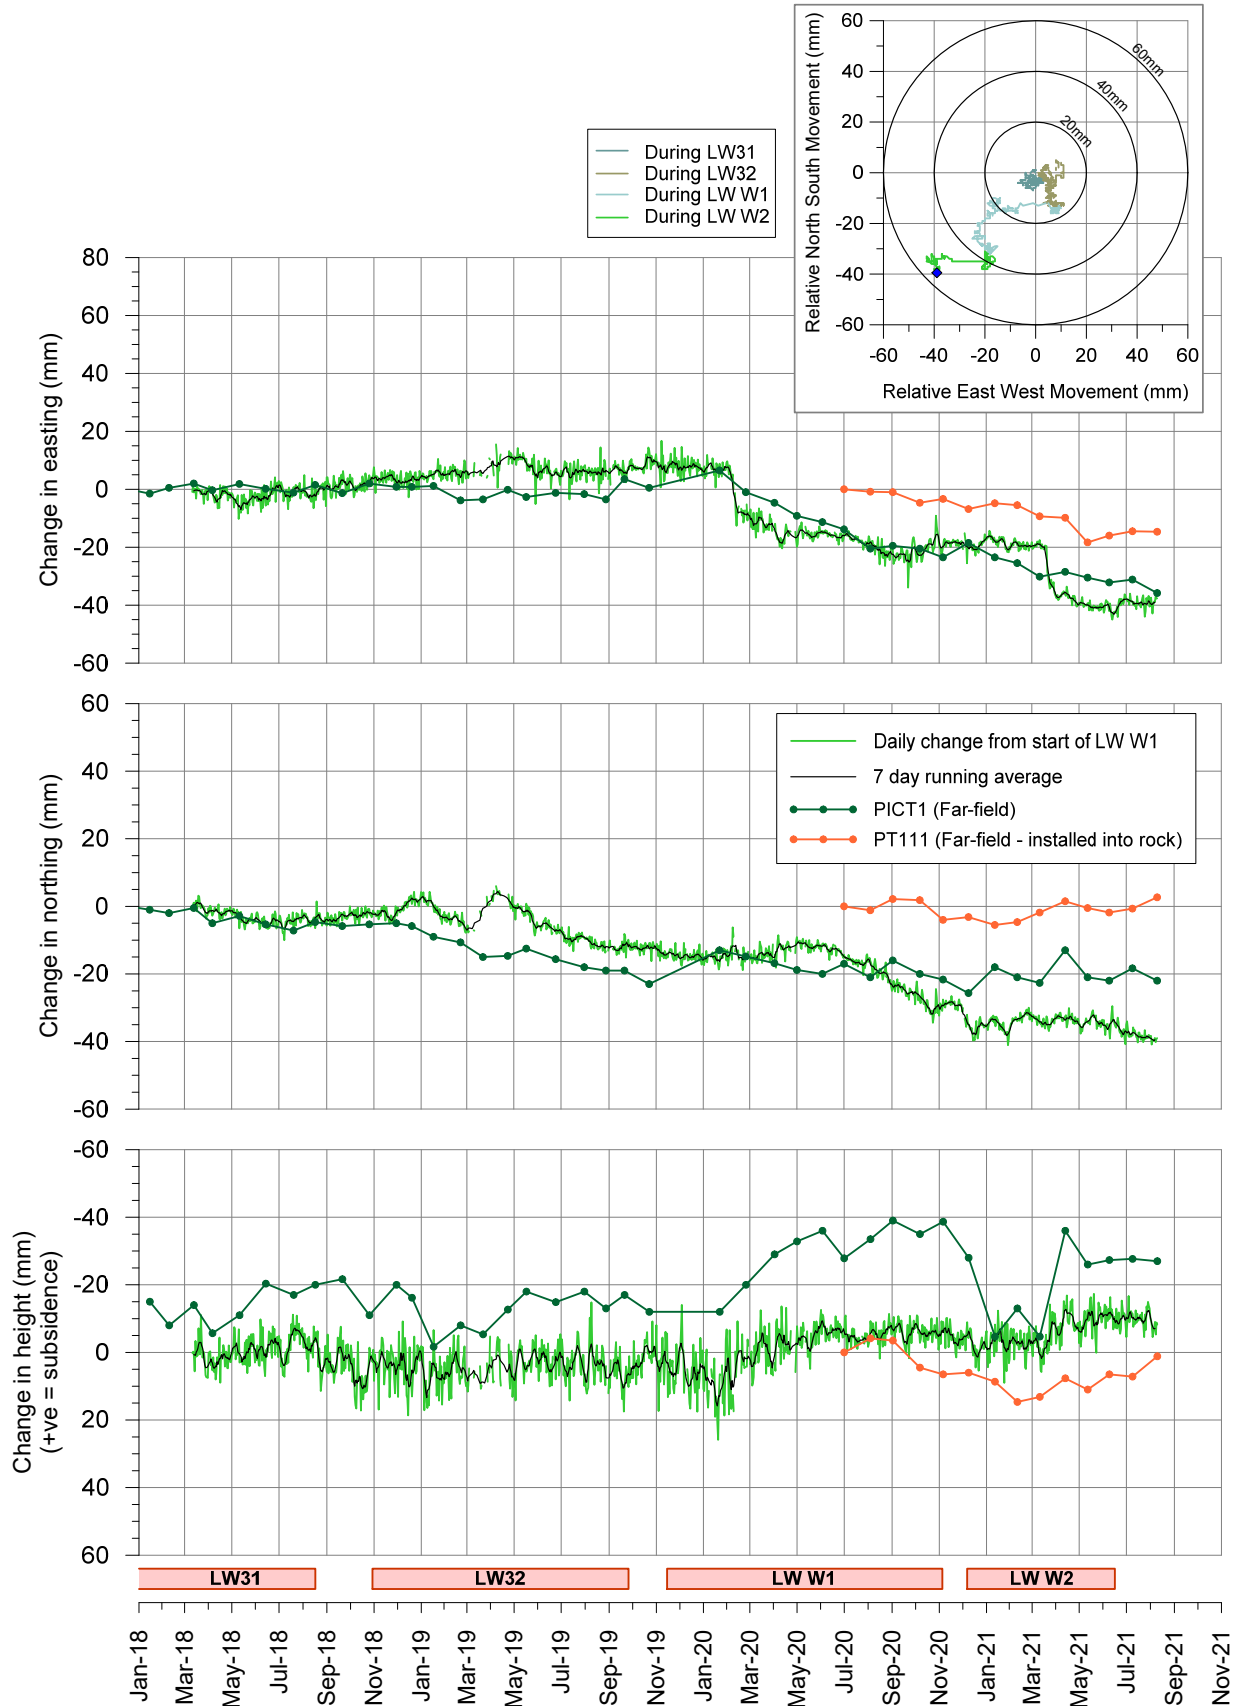 60
40
20
0
-20
-40
-60
Relative North South Movement (mm)
60mm
40mm
20mm
-60 -40 -20 0 20 40 60
Relative East West Movement (mm)
During LW31
During LW32
During LW W1
During LW W2
80
60
40
20
0
-20
-40
-60
Change in easting (mm)
60
40
20
0
-20
-40
-60
Change in northing (mm)
Daily change from start of LW W1
7 day running average
PICT1 (Far-field)
PT111 (Far-field - installed into rock)
-60
-40
-20
0
20
40
60
Change in height (mm)
(+ve = subsidence)
LW31 LW32 LW W1 LW W2
Jan-18 Mar-18 May-18 Jul-18 Sep-18 Nov-18 Jan-19 Mar-19 May-19 Jul-19 Sep-19 Nov-19 Jan-20 Mar-20 May-20 Jul-20 Sep-20 Nov-20 Jan-21 Mar-21 May-21 Jul-21 Sep-21 Nov-21